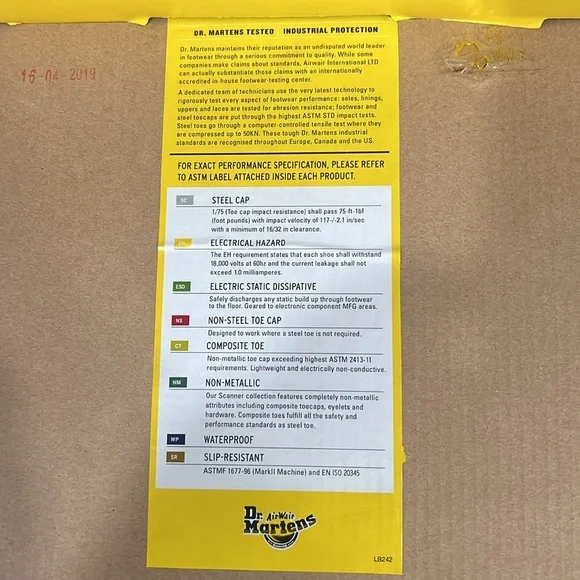 DR. MARTENS TESTED INDUSTRIAL PROTECTION
16-04-2019
Dr. Martens maintains their reputation as an undisputed world leader
in footwear through a serious commitment to quality. While some
companies make claims about standards, Airwair International LTD
can actually substantiate those claims with an internationally
accredited in-house footwear-testing center.
A dedicated team of technicians use the very latest technology to
rigorously test every aspect of footwear performance: soles, linings,
uppers and laces are tested for abrasion resistance; footwear and
steel toecaps are put through the highest ASTM STD impact tests.
Steel toes go through a computer-controlled tensile test where they
are compressed up to 50KN. These tough Dr. Martens industrial
standards are recognised throughout Europe, Canada and the US.
FOR EXACT PERFORMANCE SPECIFICATION, PLEASE REFER
TO ASTM LABEL ATTACHED INSIDE EACH PRODUCT.
SC STEEL CAP
1/75 (Toe cap impact resistance) shall pass 75-ft-1bf
(foot pounds) with impact velocity of 117-/-2.1 in/sec
with a minimum of 16/32 in clearance.
EH ELECTRICAL HAZARD
The EH requirement states that each shoe shall withstand
18,000 volts at 60hz and the current leakage shall not
exceed 1.0 milliamperes.
ESD ELECTRIC STATIC DISSIPATIVE
Safely discharges any static build up through footwear
to the floor. Geared to electronic component MFG areas.
NS NON-STEEL TOE CAP
Designed to work where a steel toe is not required.
CT COMPOSITE TOE
Non-metallic toe cap exceeding highest ASTM 2413-11
requirements. Lightweight and electrically non-conductive.
NM NON-METALLIC
Our Scanner collection features completely non-metallic
attributes including composite toecaps, eyelets and
hardware. Composite toes fulfill all the safety and
performance standards as steel toe.
WP WATERPROOF
SR SLIP-RESISTANT
ASTMF 1677-96 (MarkII Machine) and EN ISO 20345
Dr. AirWair
Martens
LB242